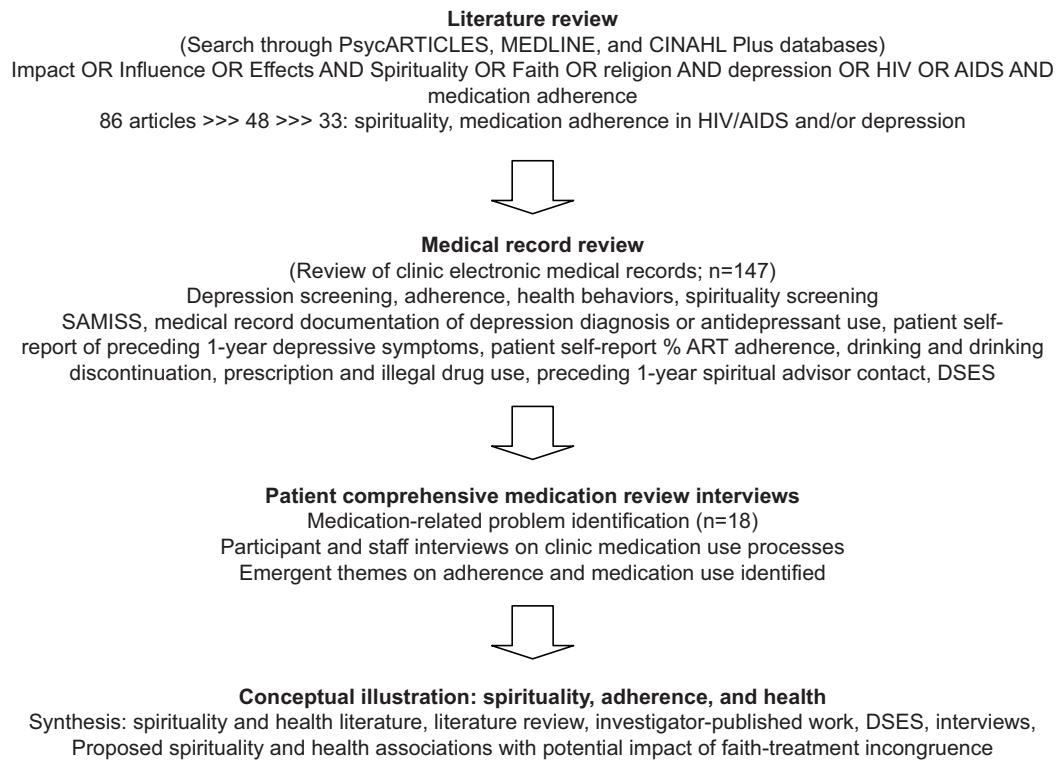 Literature review
(Search through PsycARTICLES, MEDLINE, and CINAHL Plus databases)
Impact OR Influence OR Effects AND Spirituality OR Faith OR religion AND depression OR HIV OR AIDS AND
medication adherence
86 articles >>> 48 >>> 33: spirituality, medication adherence in HIV/AIDS and/or depression
Medical record review
(Review of clinic electronic medical records; n=147)
Depression screening, adherence, health behaviors, spirituality screening
SAMISS, medical record documentation of depression diagnosis or antidepressant use, patient self-
report of preceding 1-year depressive symptoms, patient self-report % ART adherence, drinking and drinking
discontinuation, prescription and illegal drug use, preceding 1-year spiritual advisor contact, DSES
Patient comprehensive medication review interviews
Medication-related problem identification (n=18)
Participant and staff interviews on clinic medication use processes
Emergent themes on adherence and medication use identified
Conceptual illustration: spirituality, adherence, and health
Synthesis: spirituality and health literature, literature review, investigator-published work, DSES, interviews,
Proposed spirituality and health associations with potential impact of faith-treatment incongruence